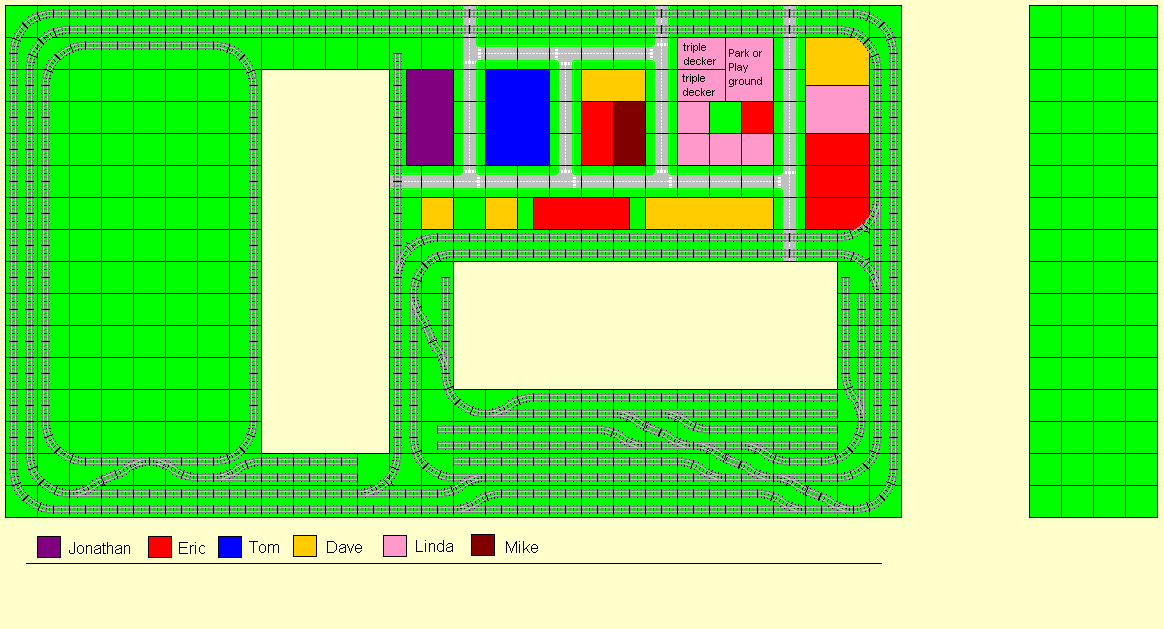 triple
decker
Park or
Play
ground
triple
decker
Jonathan
Eric
Tom
Dave
Linda
Mike